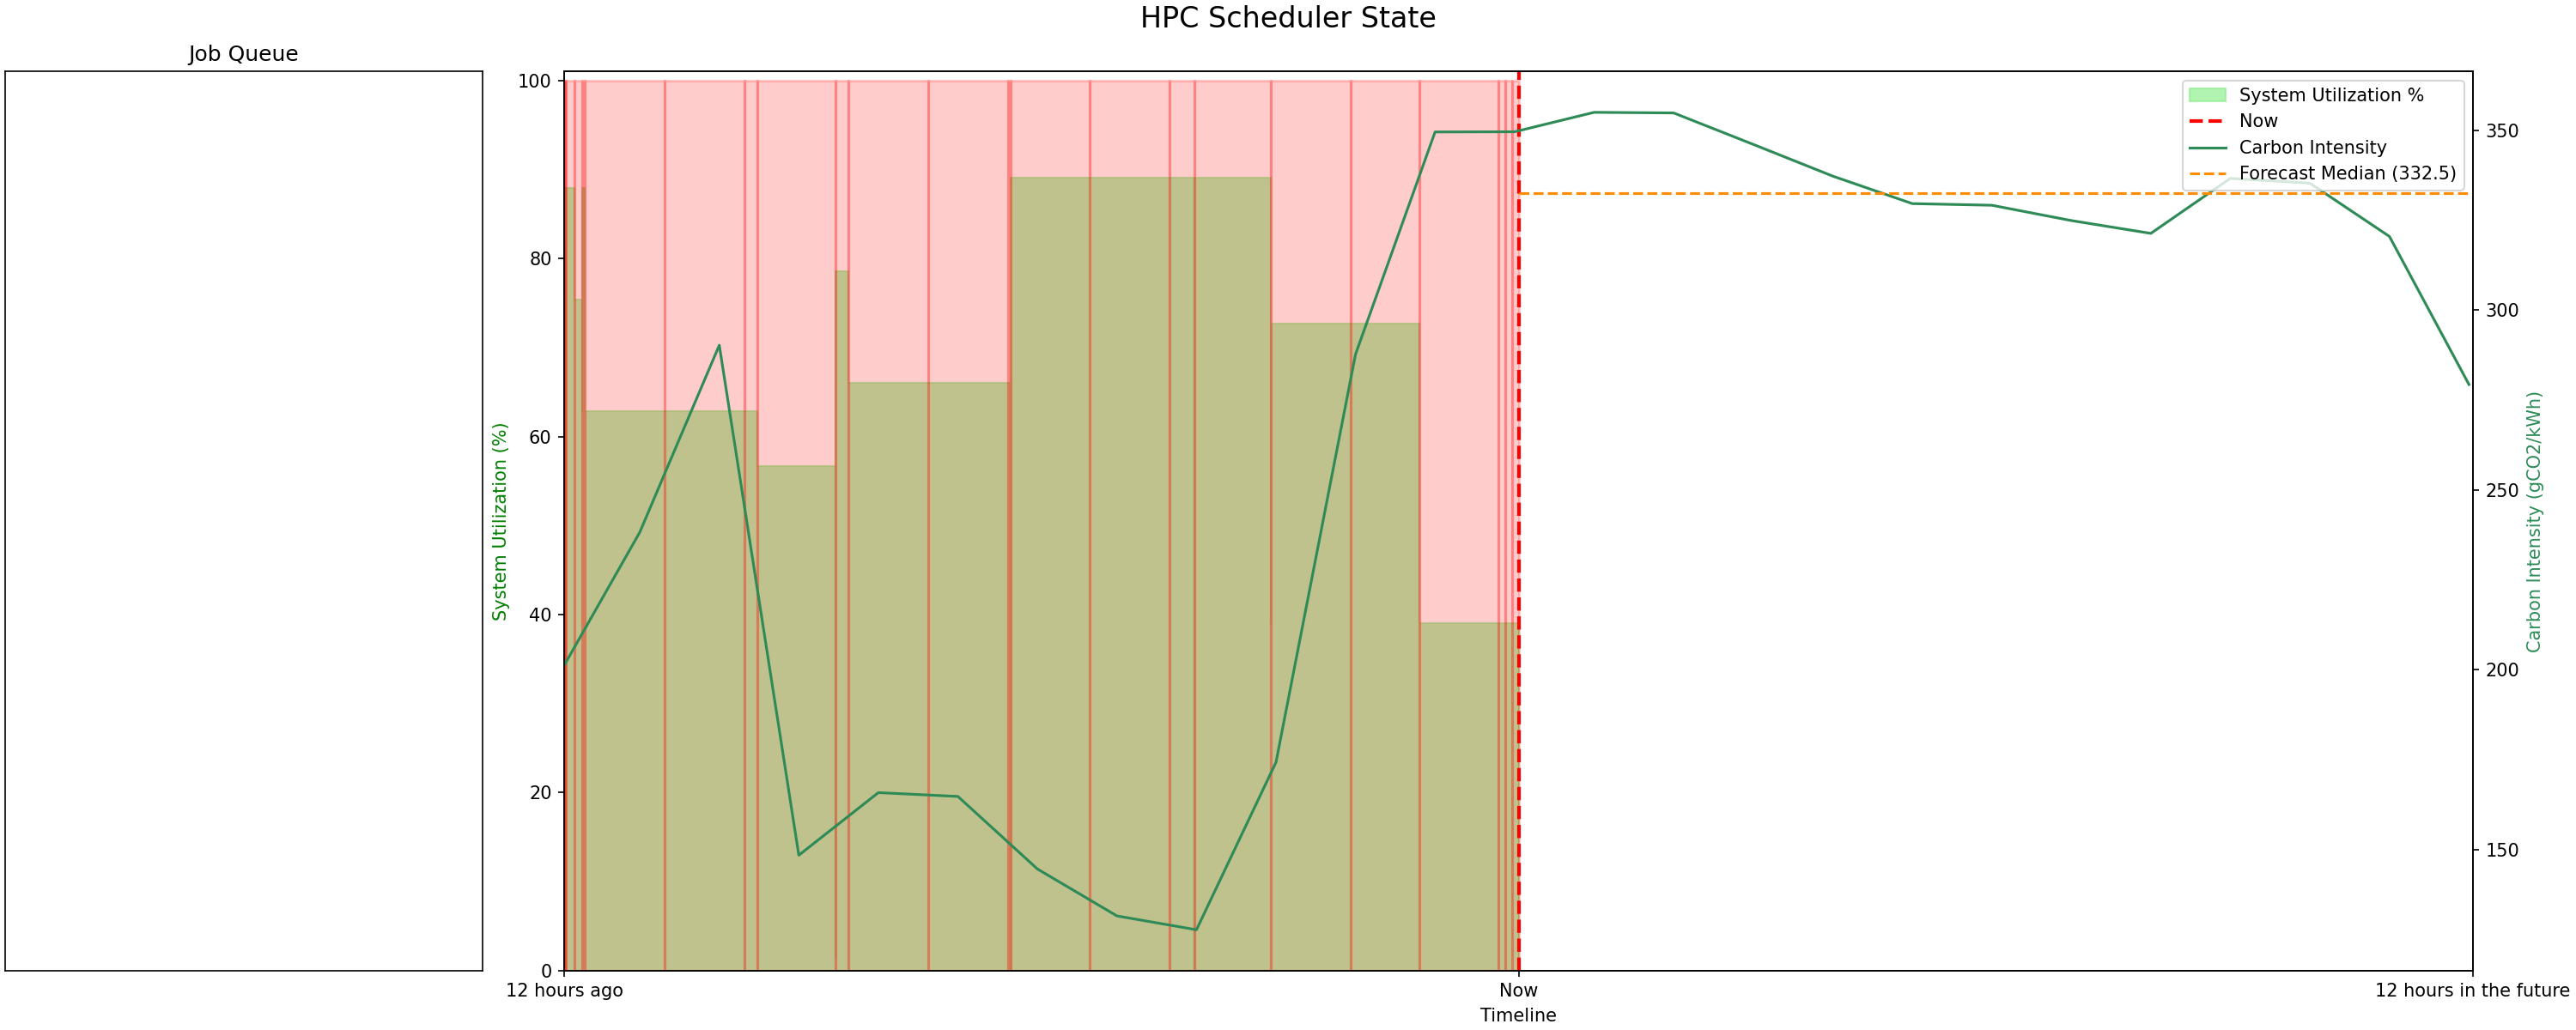 HPC Scheduler State
Job Queue
System Utilization (%)
100
80
60
40
20
0
System Utilization %
Now
Carbon Intensity
Forecast Median (332.5)
350
300
250
200
150
Carbon Intensity (gCO2/kWh)
12 hours ago
Now
12 hours in the future
Timeline